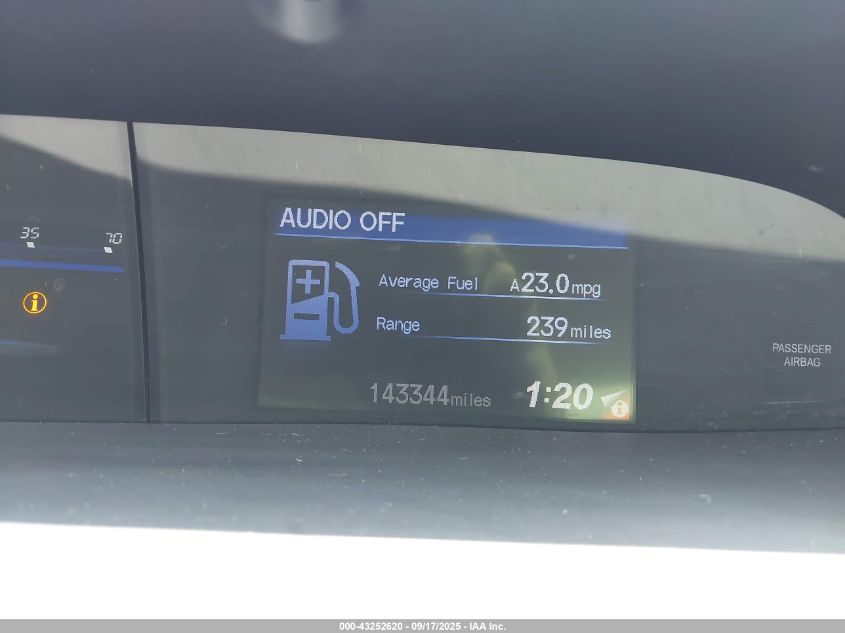 AUDIO OFF
35 70
Average Fuel A23.0mpg
Range 239miles
143344miles 1:20
PASSENGER
AIRBAG
000-43252620 - 09/17/2025 - IAA Inc.